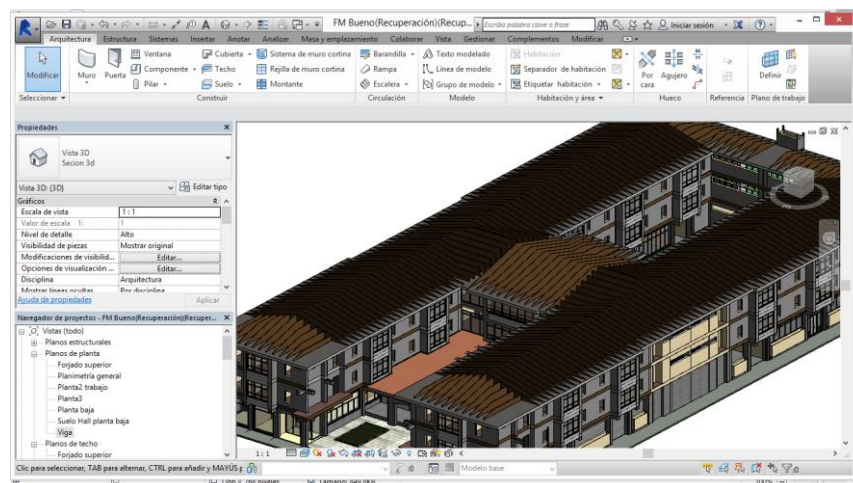 FM Bueno(Recuperación)(Recup...
Escriba palabra clave o frase
Iniciar sesión
Arquitectura Estructura Sistemas Insertar Anotar Analizar Masa y emplazamiento Colaborar Vista Gestionar Complementos Modificar
Modificar
Muro
Puerta
Ventana
Componente
Pilar
Cubierta
Techo
Suelo
Sistema de muro cortina
Rejilla de muro cortina
Montante
Barandilla
Rampa
Escalera
Texto modelado
Línea de modelo
Grupo de modelo
Habitación
Separador de habitación
Etiquetar habitación
Por cara
Agujero
Definir
Seleccionar Construir Circulación Modelo Habitación y área Hueco Referencia Plano de trabajo
Propiedades
Vista 3D
Secion 3d
Vista 3D: {3D} Editar tipo
Gráficos
Escala de vista 1 : 1
Valor de escala 1: 1
Nivel de detalle Alto
Visibilidad de piezas Mostrar original
Modificaciones de visibilid... Editar...
Opciones de visualización ... Editar...
Disciplina Arquitectura
Mostrar líneas ocultas Por disciplina
Ayuda de propiedades Aplicar
Navegador de proyectos - FM Bueno(Recuperación)(Recuper...
Vistas (todo)
Planos estructurales
Planos de planta
Forjado superior
Planimetría general
Planta2 trabajo
Planta3
Planta baja
Suelo Hall planta baja
Viga
Planos de techo
Forjado superior
1 : 1
Clic para seleccionar, TAB para alternar, CTRL para añadir y MAYÚS p
:0
Modelo base
:0